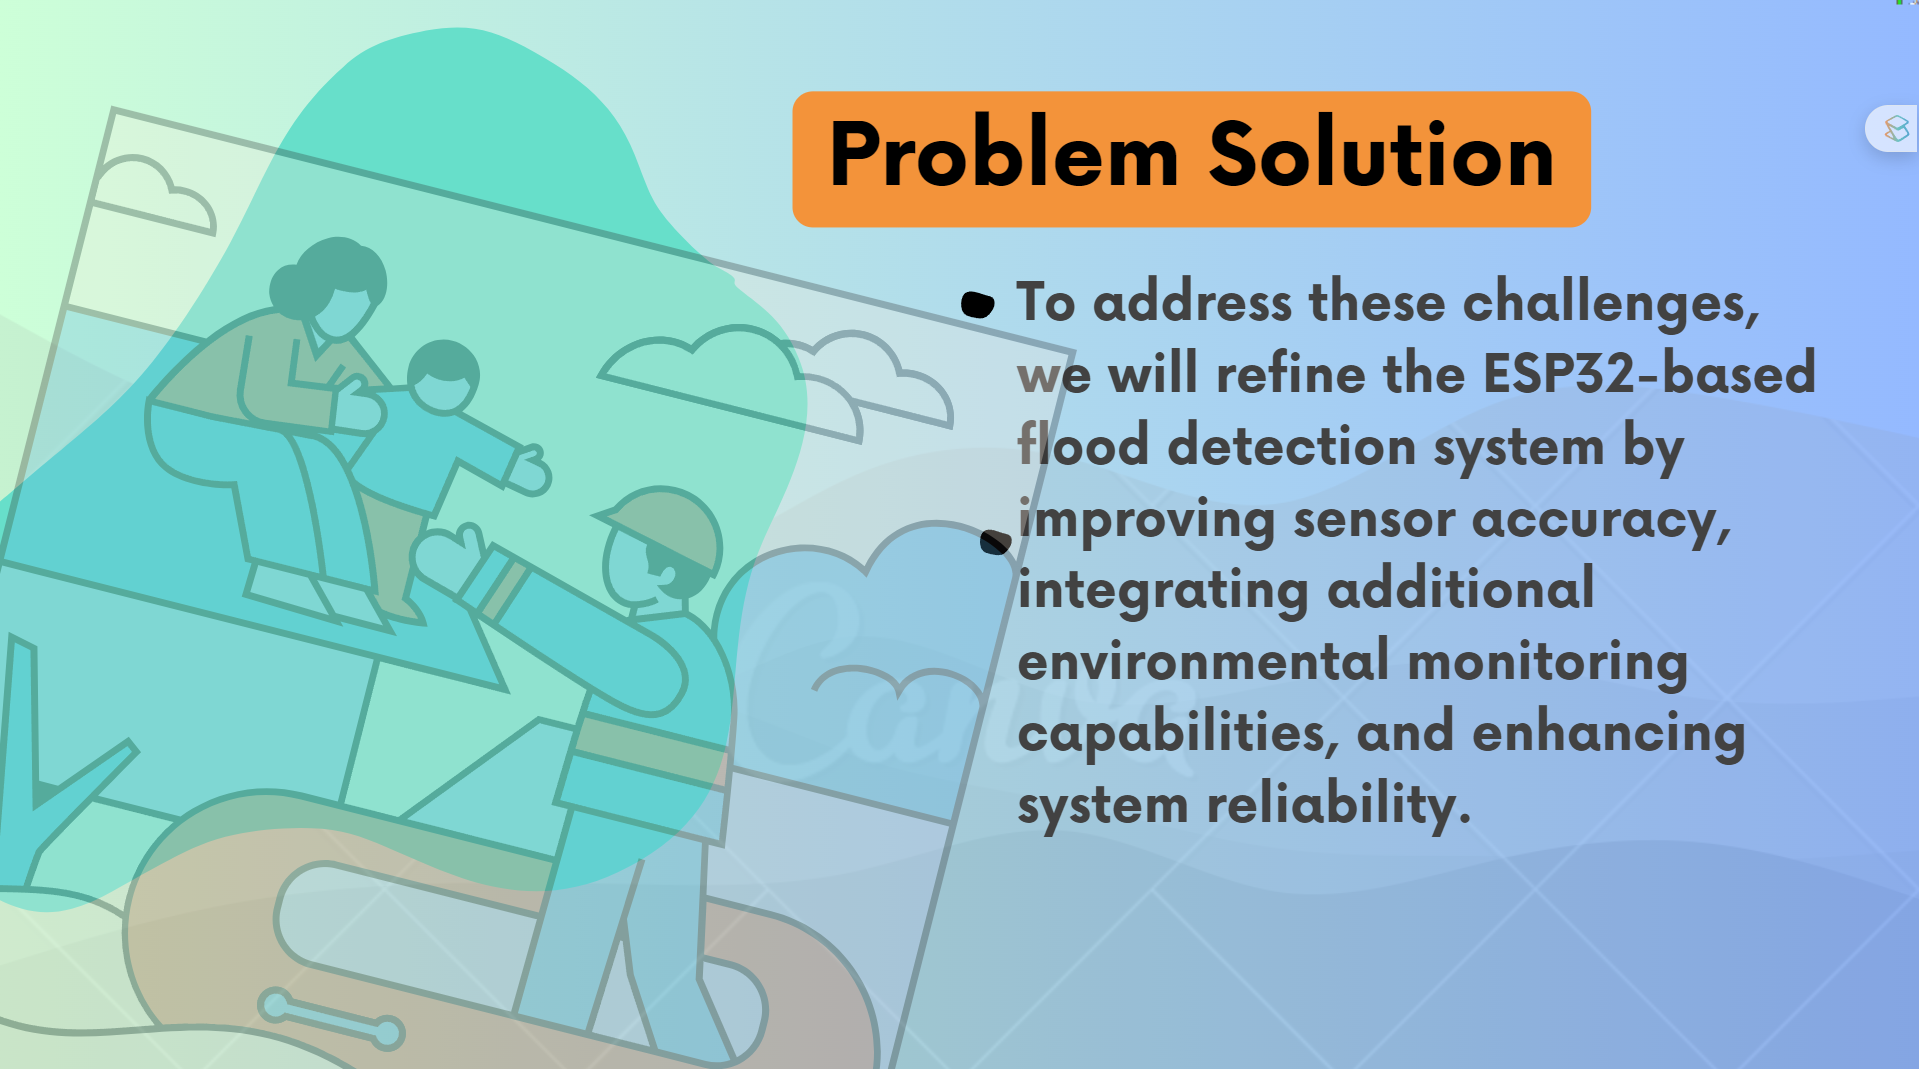 Problem Solution
To address these challenges,
we will refine the ESP32-based
flood detection system by
improving sensor accuracy,
integrating additional
environmental monitoring
capabilities, and enhancing
system reliability.
Canva